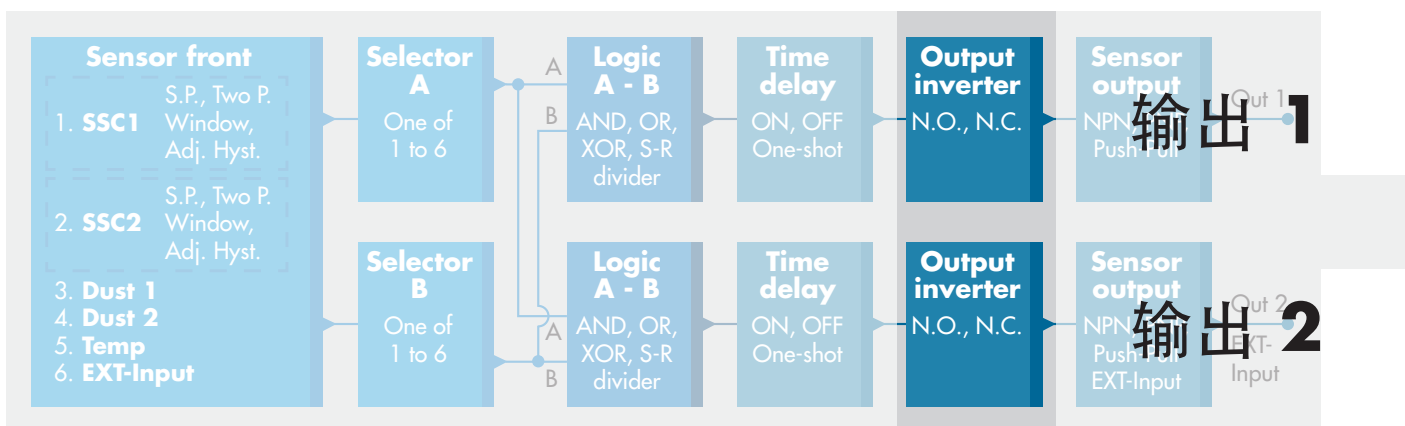 Sensor front
1. SSC1
S.P., Two P.
Window,
Adj. Hyst.
2. SSC2
S.P., Two P.
Window,
Adj. Hyst.
3. Dust 1
4. Dust 2
5. Temp
6. EXT-Input
Selector
A
One of
1 to 6
A
B
Logic
A - B
AND, OR,
XOR, S-R
divider
Time
delay
ON, OFF
One-shot
Output
inverter
N.O., N.C.
Sensor
output
Push-Pull
Out 1
输出 1
Selector
B
One of
1 to 6
A
B
Logic
A - B
AND, OR,
XOR, S-R
divider
Time
delay
ON, OFF
One-shot
Output
inverter
N.O., N.C.
Sensor
output
Push-Pull
EXT-Input
Out 2
EXT-
Input
输出 2